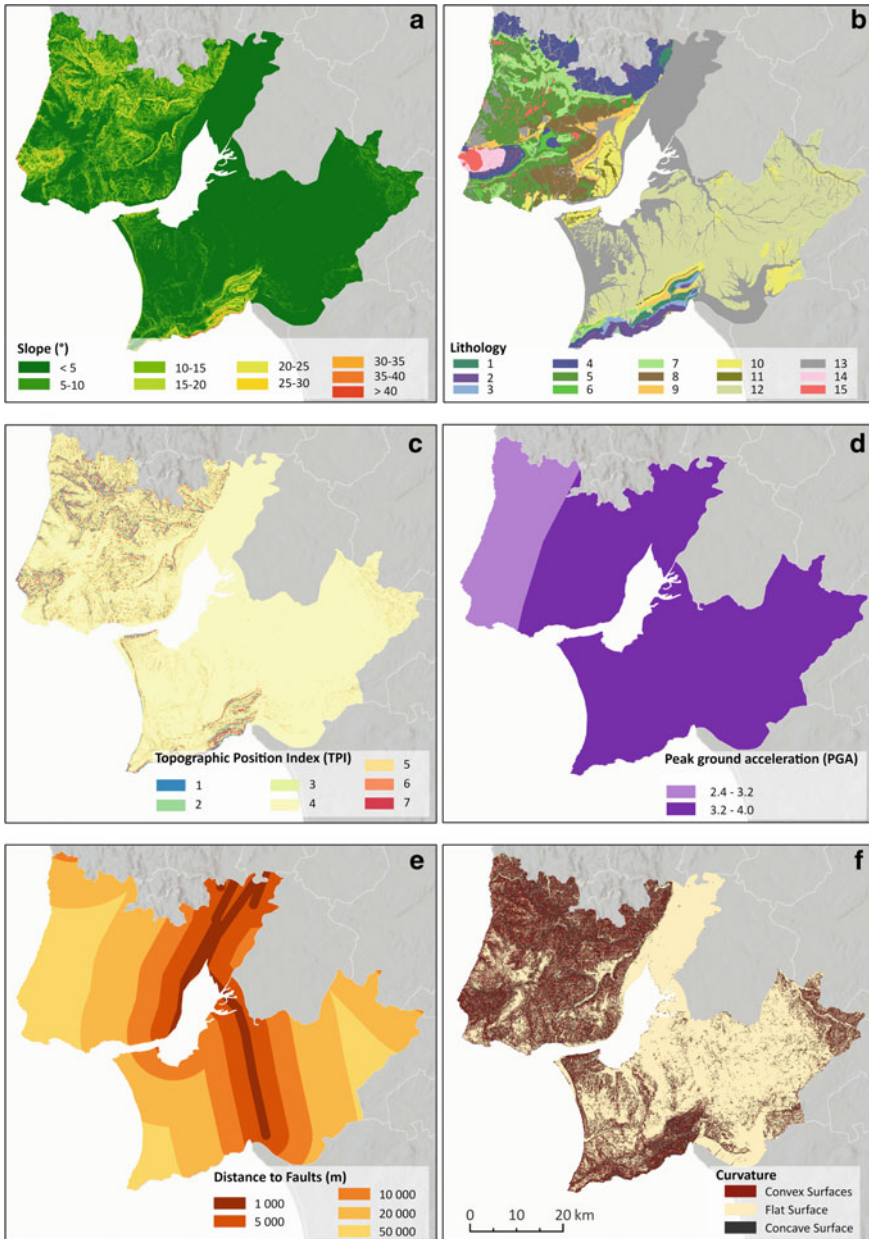 a
Slope (°)
< 5
5-10
10-15
15-20
20-25
25-30
30-35
35-40
> 40
b
Lithology
1
2
3
4
5
6
7
8
9
10
11
12
13
14
15
c
Topographic Position Index (TPI)
1
2
3
4
5
6
7
d
Peak ground acceleration (PGA)
2.4 - 3.2
3.2 - 4.0
e
Distance to Faults (m)
1 000
5 000
10 000
20 000
50 000
f
Curvature
Convex Surfaces
Flat Surface
Concave Surface
0 10 20 km